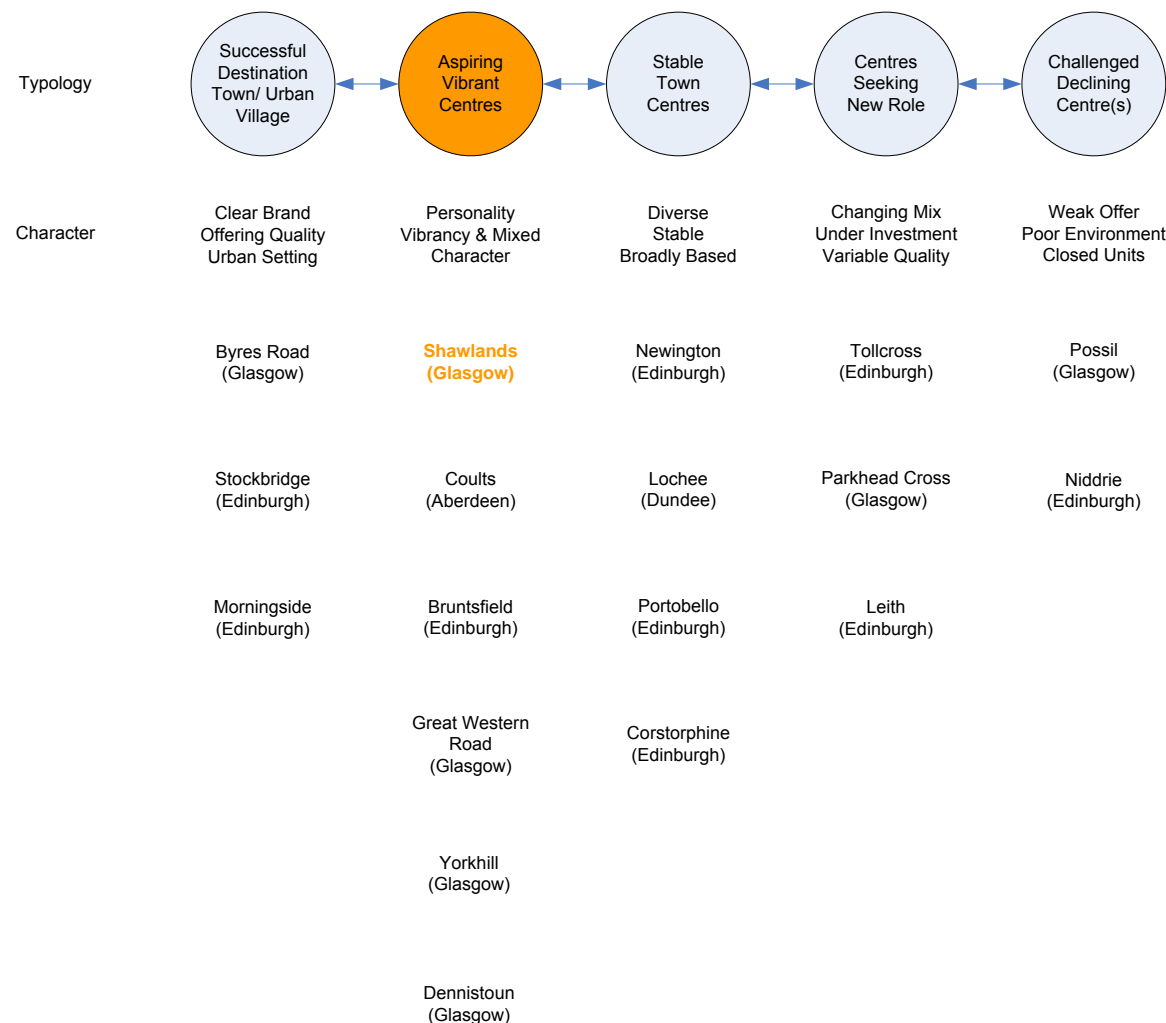 Typology
Successful
Destination
Town/ Urban
Village
Aspiring
Vibrant
Centres
Stable
Town
Centres
Centres
Seeking
New Role
Challenged
Declining
Centre(s)
Character
Clear Brand
Offering Quality
Urban Setting
Personality
Vibrancy & Mixed
Character
Diverse
Stable
Broadly Based
Changing Mix
Under Investment
Variable Quality
Weak Offer
Poor Environment
Closed Units
Byres Road
(Glasgow)
Shawlands
(Glasgow)
Newington
(Edinburgh)
Tollcross
(Edinburgh)
Possil
(Glasgow)
Stockbridge
(Edinburgh)
Coults
(Aberdeen)
Lochee
(Dundee)
Parkhead Cross
(Glasgow)
Niddrie
(Edinburgh)
Morningside
(Edinburgh)
Bruntsfield
(Edinburgh)
Portobello
(Edinburgh)
Leith
(Edinburgh)
Great Western
Road
(Glasgow)
Corstorphine
(Edinburgh)
Yorkhill
(Glasgow)
Dennistoun
(Glasgow)